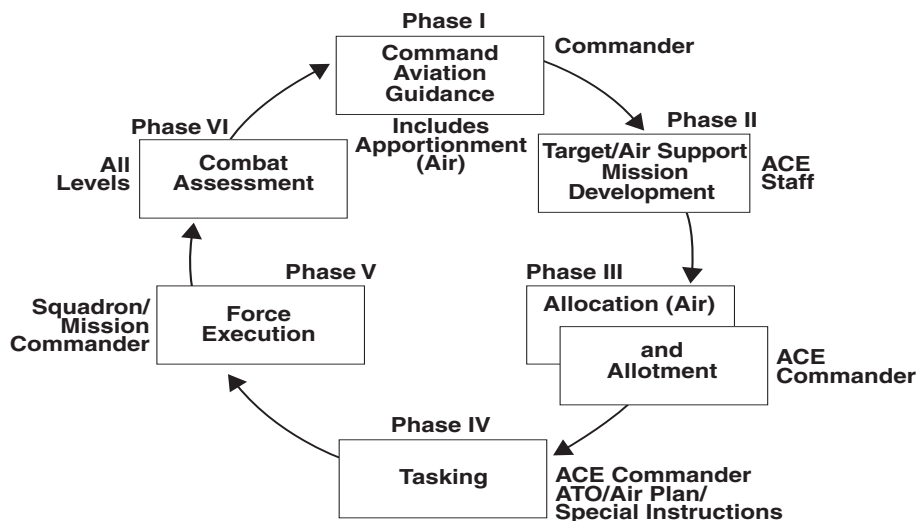 Phase I
Command
Aviation
Guidance
Commander
Includes
Apportionment
(Air)
Phase II
Target/Air Support
Mission
Development
ACE
Staff
Phase III
Allocation (Air)
and
Allotment
ACE
Commander
Phase IV
Tasking
ACE Commander
ATO/Air Plan/
Special Instructions
Phase V
Force
Execution
Squadron/
Mission
Commander
Phase VI
Combat
Assessment
All
Levels